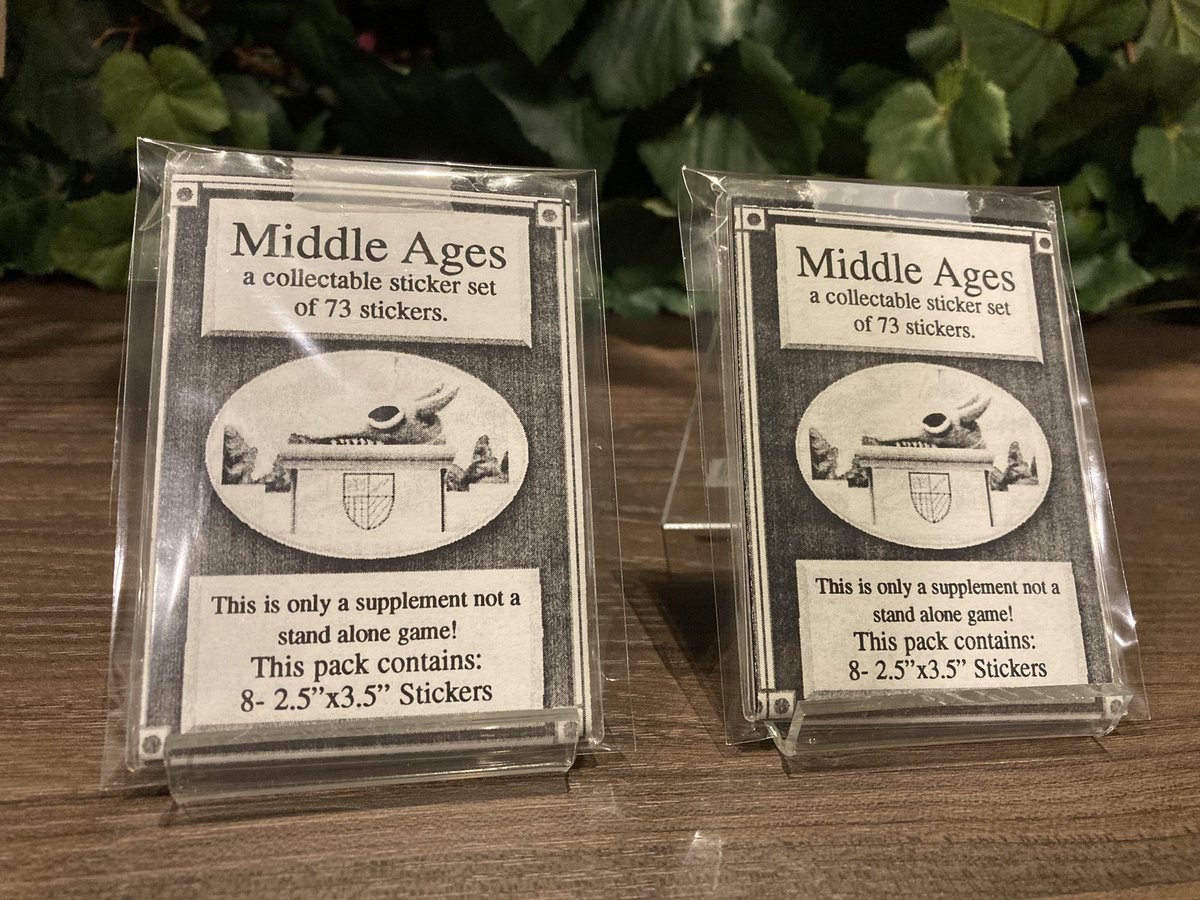 Middle Ages
a collectable sticker set
of 73 stickers.
This is only a supplement not a
stand alone game!
This pack contains:
8- 2.5”x3.5” Stickers
Middle Ages
a collectable sticker set
of 73 stickers.
This is only a supplement not a
stand alone game!
This pack contains:
8- 2.5”x3.5” Stickers